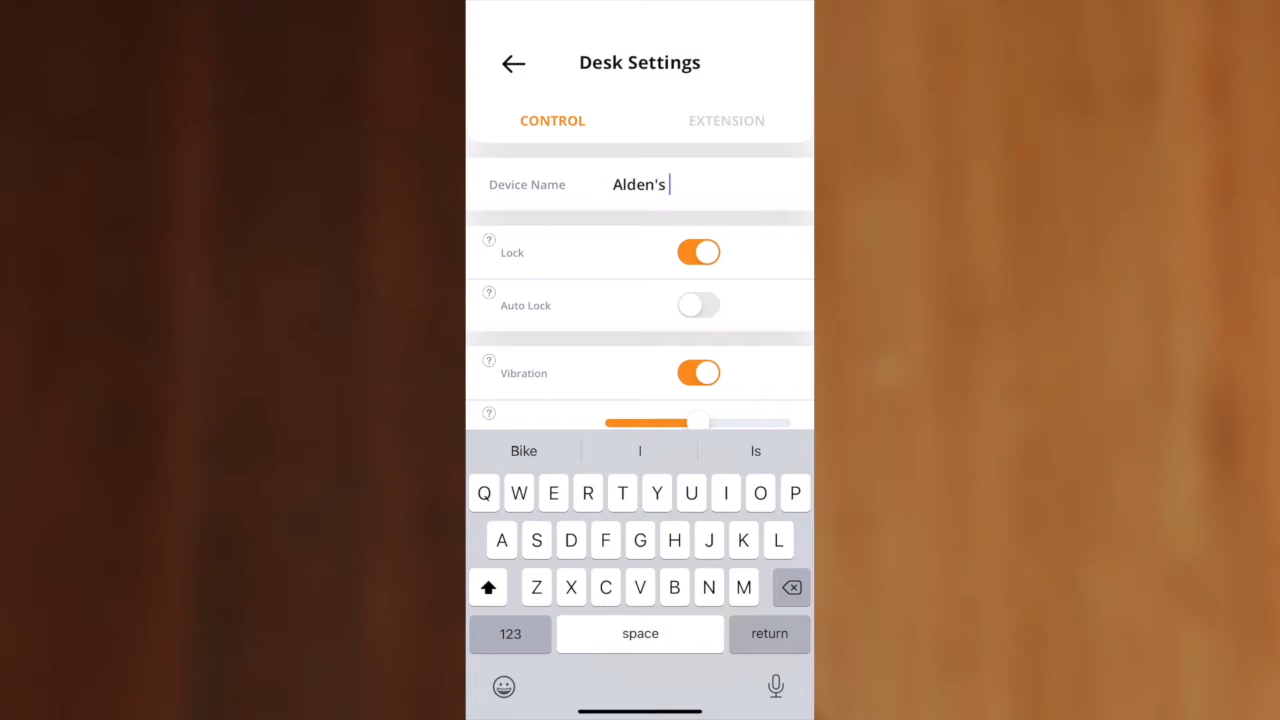 Desk Settings
CONTROL EXTENSION
Device Name Alden's
? Lock
? Auto Lock
? Vibration
?
Bike I Is
Q W E R T Y U I O P
A S D F G H J K L
Z X C V B N M
123 space return